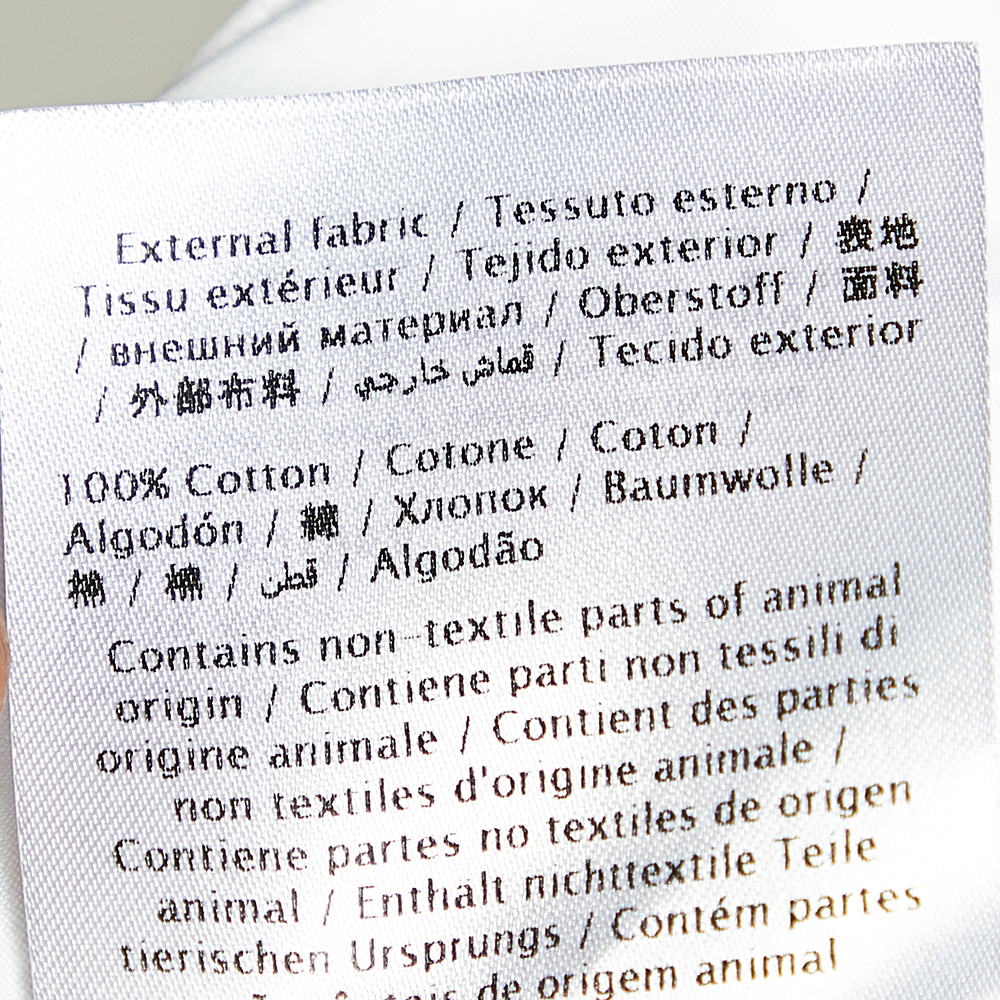 External fabric / Tessuto esterno /
Tissu extérieur / Tejido exterior / 表地
/ внешний материал / Oberstoff / 面料
/ 外部布料 / قماش خارجي / Tecido exterior
100% Cotton / Cotone / Coton /
Algodón / 綿 / Хлопок / Baumwolle /
棉 / 棉 / قطن / Algodão
Contains non-textile parts of animal
origin / Contiene parti non tessili di
origine animale / Contient des parties
non textiles d'origine animale /
Contiene partes no textiles de origen
animal / Enthält nichttextile Teile
tierischen Ursprungs / Contém partes
de origem animal